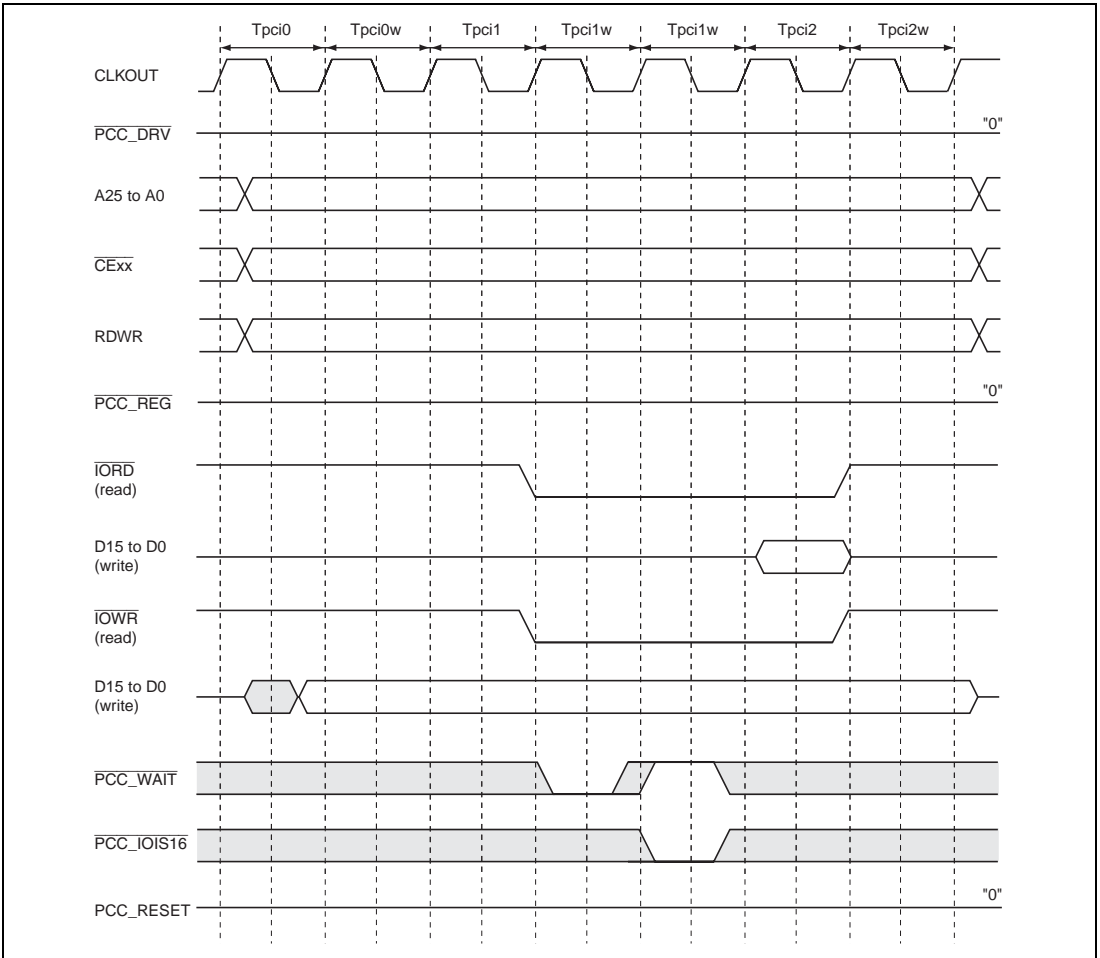 Tpci0 Tpci0w Tpci1 Tpci1w Tpci1w Tpci2 Tpci2w
CLKOUT
PCC_DRV "0"
A25 to A0
CExx
RDWR
PCC_REG "0"
IORD
(read)
D15 to D0
(write)
IOWR
(read)
D15 to D0
(write)
PCC_WAIT
PCC_IOIS16
PCC_RESET "0"